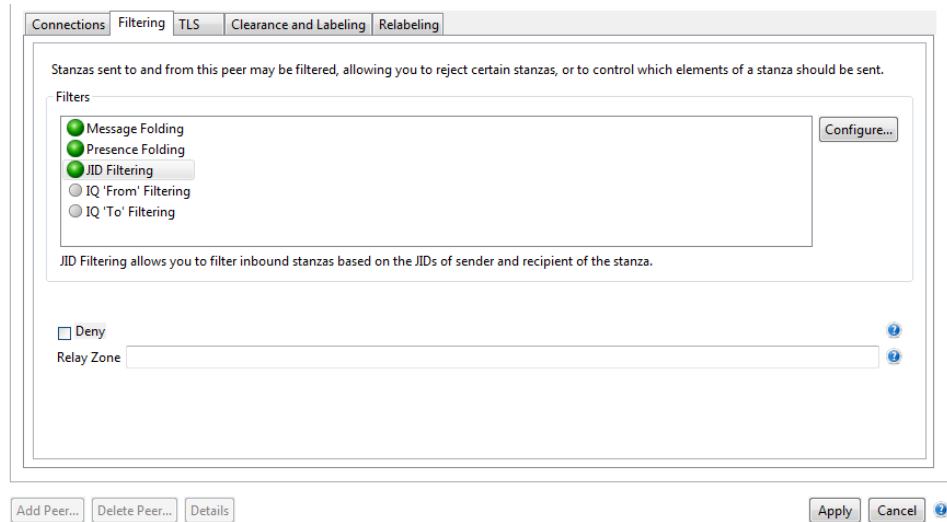 Connections Filtering TLS Clearance and Labeling Relabeling
Stanzas sent to and from this peer may be filtered, allowing you to reject certain stanzas, or to control which elements of a stanza should be sent.
Filters
Message Folding
Configure...
Presence Folding
JID Filtering
IQ 'From' Filtering
IQ 'To' Filtering
JID Filtering allows you to filter inbound stanzas based on the JIDs of sender and recipient of the stanza.
Deny ?
Relay Zone ?
Add Peer... Delete Peer... Details Apply Cancel ?